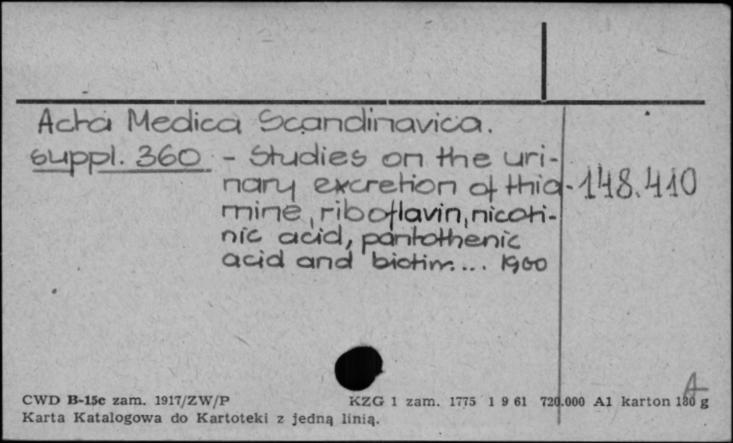 Acta Medica Scandinavica.
suppl. 360 - Studies on the uri-
nary excretion of thia- 148.410
mine, riboflavin, nicoti-
nic acid, pantothenic
acid and biotin.... 1960
A
CWD B-15c zam. 1917/ZW/P KZG 1 zam. 1775 1 9 61 720.000 A1 karton 180 g
Karta Katalogowa do Kartoteki z jedną linią.